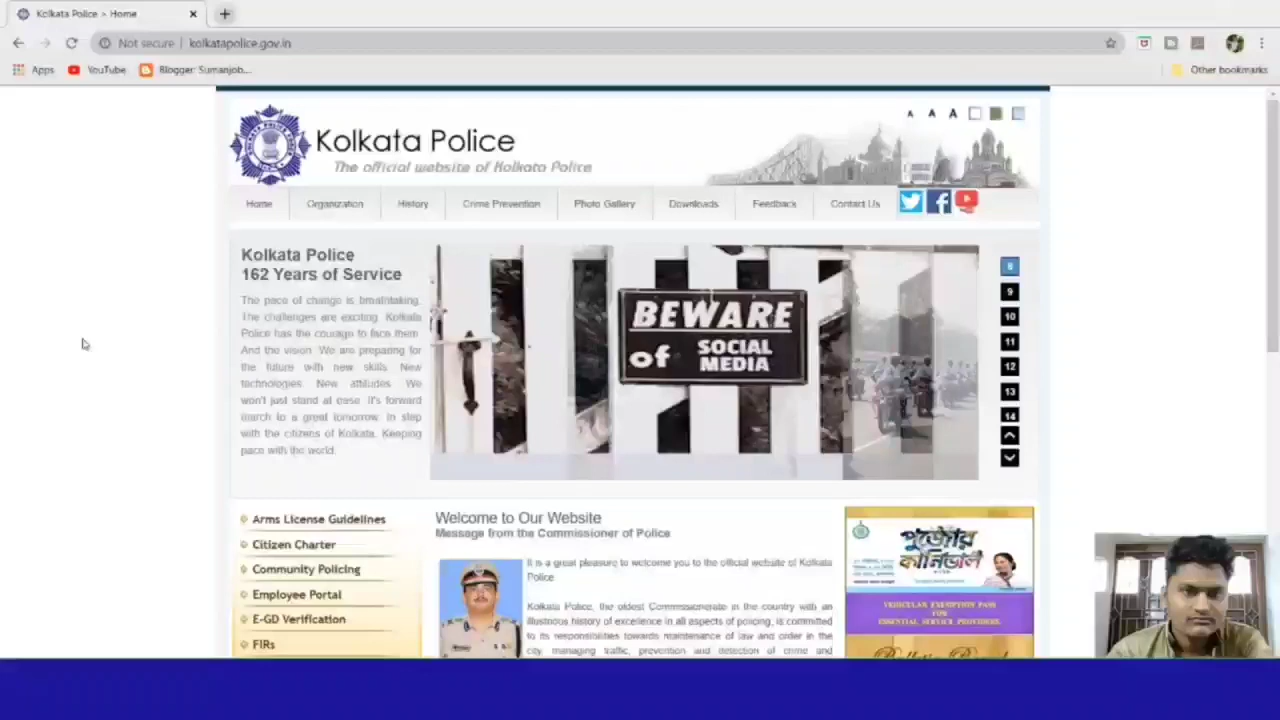 Kolkata Police > Home
Not secure | kolkatapolice.gov.in
Apps YouTube Blogger: Sumanjob... Other bookmarks
A A A
Kolkata Police
The official website of Kolkata Police
Home Organization History Crime Prevention Photo Gallery Downloads Feedback Contact Us
Kolkata Police
162 Years of Service
The pace of change is breathtaking.
The challenges are exciting. Kolkata
Police has the courage to face them.
And the vision. We are preparing for
the future with new skills. New
technologies. New attitudes. We
won't just stand at ease. It's forward
march to a great tomorrow. In step
with the citizens of Kolkata. Keeping
pace with the world.
BEWARE
of SOCIAL
MEDIA
8
9
10
11
12
13
14
Arms License Guidelines
Citizen Charter
Community Policing
Employee Portal
E-GD Verification
FIRs
Welcome to Our Website
Message from the Commissioner of Police
It is a great pleasure to welcome you to the official website of Kolkata
Police.
Kolkata Police, the oldest Commissionerate in the country with an
illustrious history of excellence in all aspects of policing, is committed
to its responsibilities towards maintenance of law and order in the
city, managing traffic, prevention and detection of crime and
পুজোর
কার্নিভাল
VEHICULAR EXEMPTION PASS
FOR
ESSENTIAL SERVICE PROVIDERS